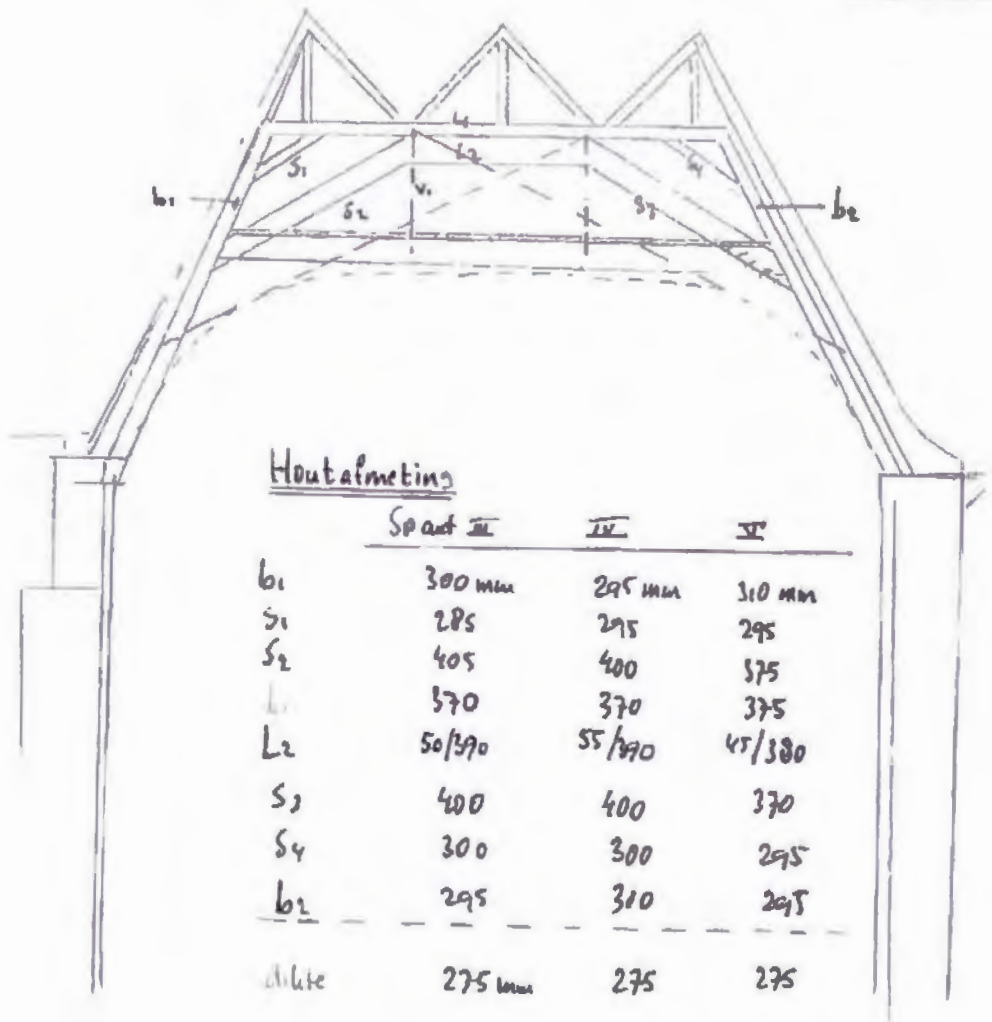 L1
L2
S1
V1
b1
b2
S2
S3
S4
Houtafmeting
Spant III IV V
b1 300 mm 295 mm 310 mm
S1 285 295 295
S2 405 400 375
L1 370 370 375
L2 50/390 55/390 45/380
S3 400 400 370
S4 300 300 295
b2 295 310 295
dikte 275 mm 275 275